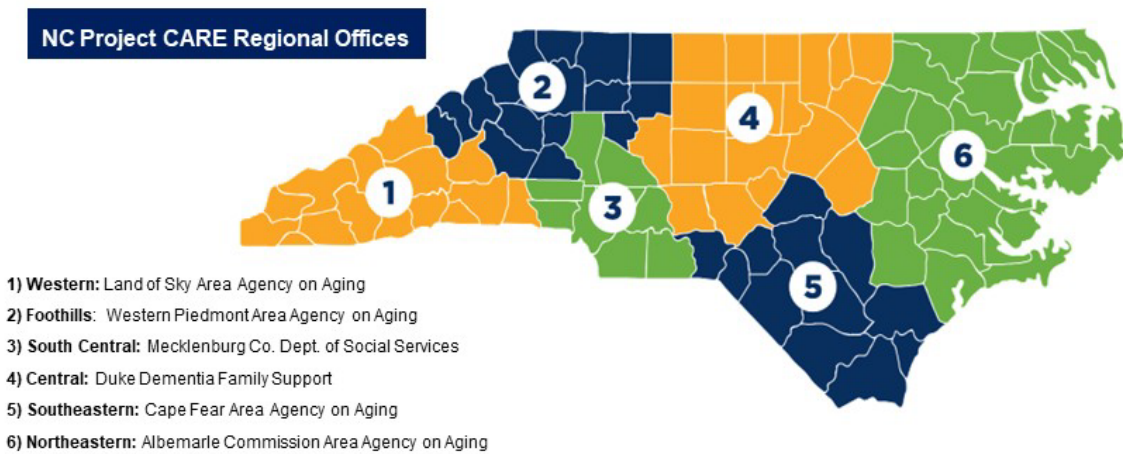 NC Project CARE Regional Offices
2
4
6
1
3
5
1) Western: Land of Sky Area Agency on Aging
2) Foothills: Western Piedmont Area Agency on Aging
3) South Central: Mecklenburg Co. Dept. of Social Services
4) Central: Duke Dementia Family Support
5) Southeastern: Cape Fear Area Agency on Aging
6) Northeastern: Albemarle Commission Area Agency on Aging